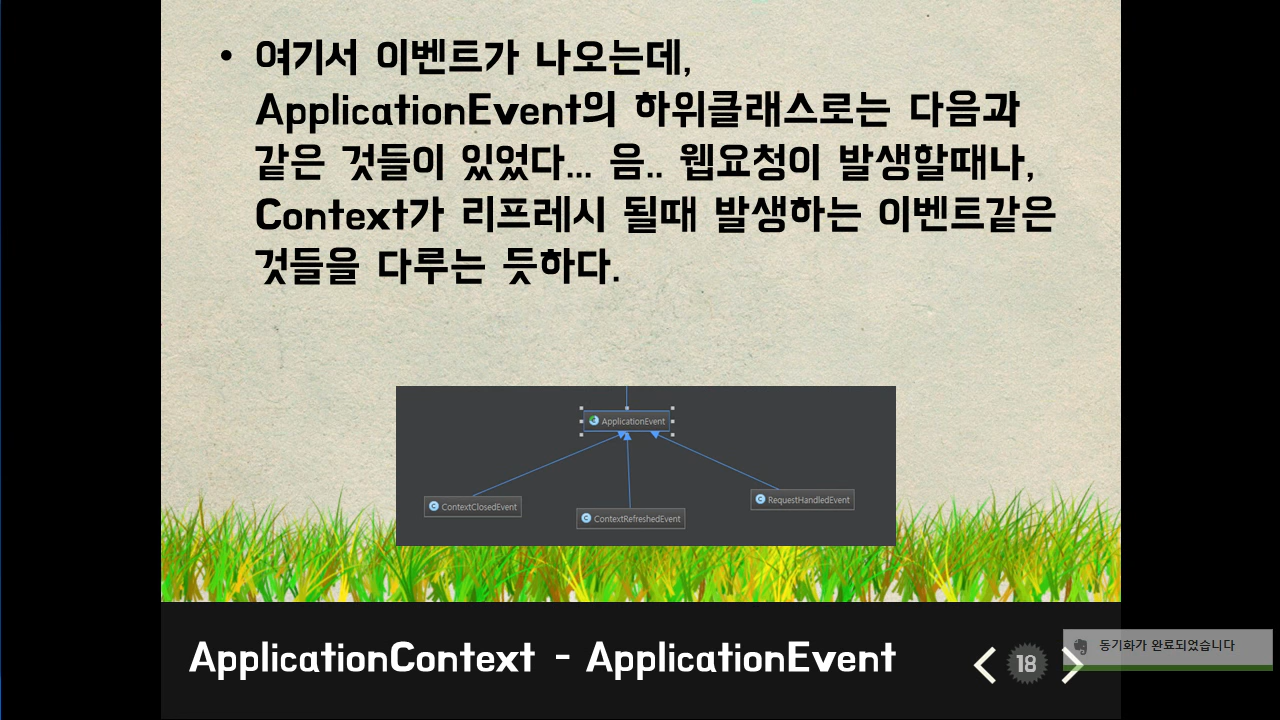 • 여기서 이벤트가 나오는데,
ApplicationEvent의 하위클래스로는 다음과
같은 것들이 있었다... 음.. 웹요청이 발생할때나,
Context가 리프레시 될때 발생하는 이벤트같은
것들을 다루는 듯하다.
ApplicationEvent
ContextClosedEvent
ContextRefreshedEvent
RequestHandledEvent
ApplicationContext - ApplicationEvent
18
동기화가 완료되었습니다